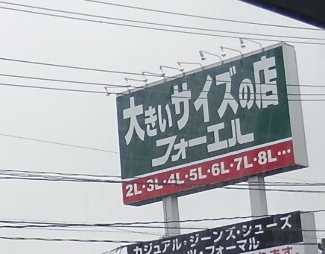 大きいサイズの店
フォーエル
2L・3L・4L・5L・6L・7L・8L…
カジュアル・ジーンズ・シューズ
ツ・フォーマル